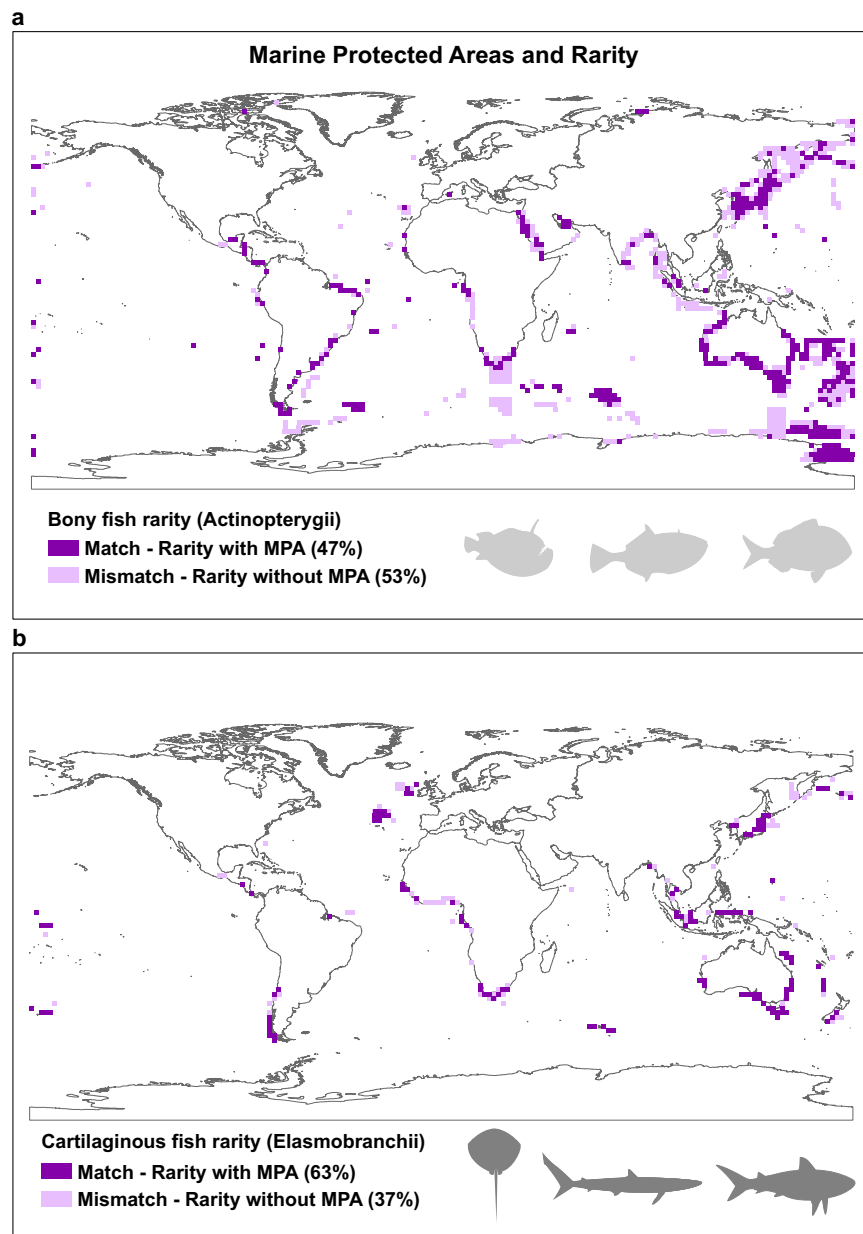 a
Marine Protected Areas and Rarity
Bony fish rarity (Actinopterygii)
Match - Rarity with MPA (47%)
Mismatch - Rarity without MPA (53%)
b
Cartilaginous fish rarity (Elasmobranchii)
Match - Rarity with MPA (63%)
Mismatch - Rarity without MPA (37%)